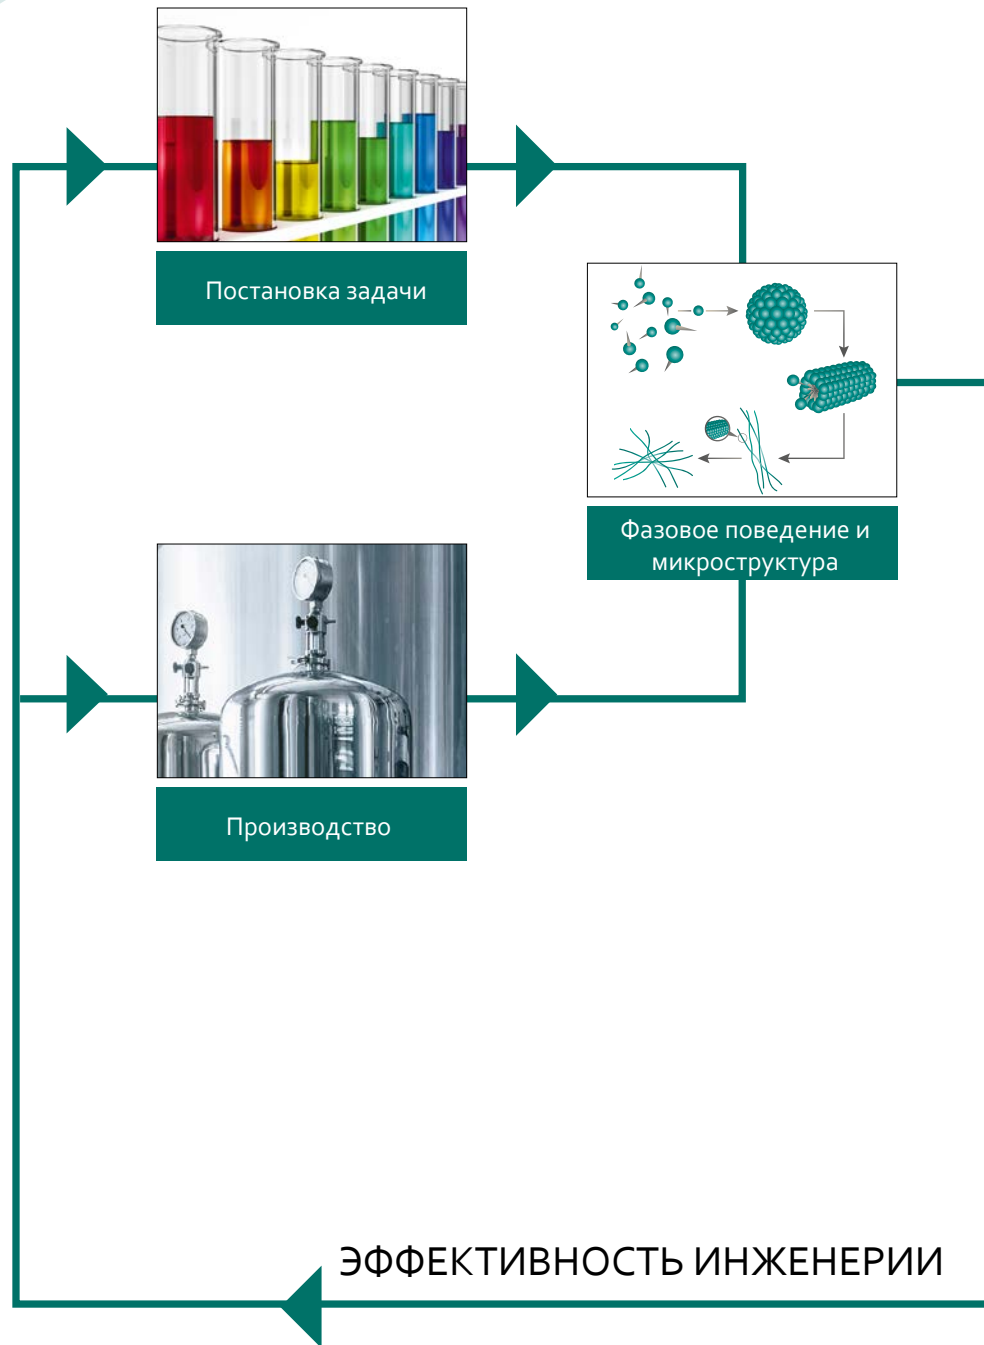 Постановка задачи
Фазовое поведение и
микроструктура
Производство
ЭФФЕКТИВНОСТЬ ИНЖЕНЕРИИ